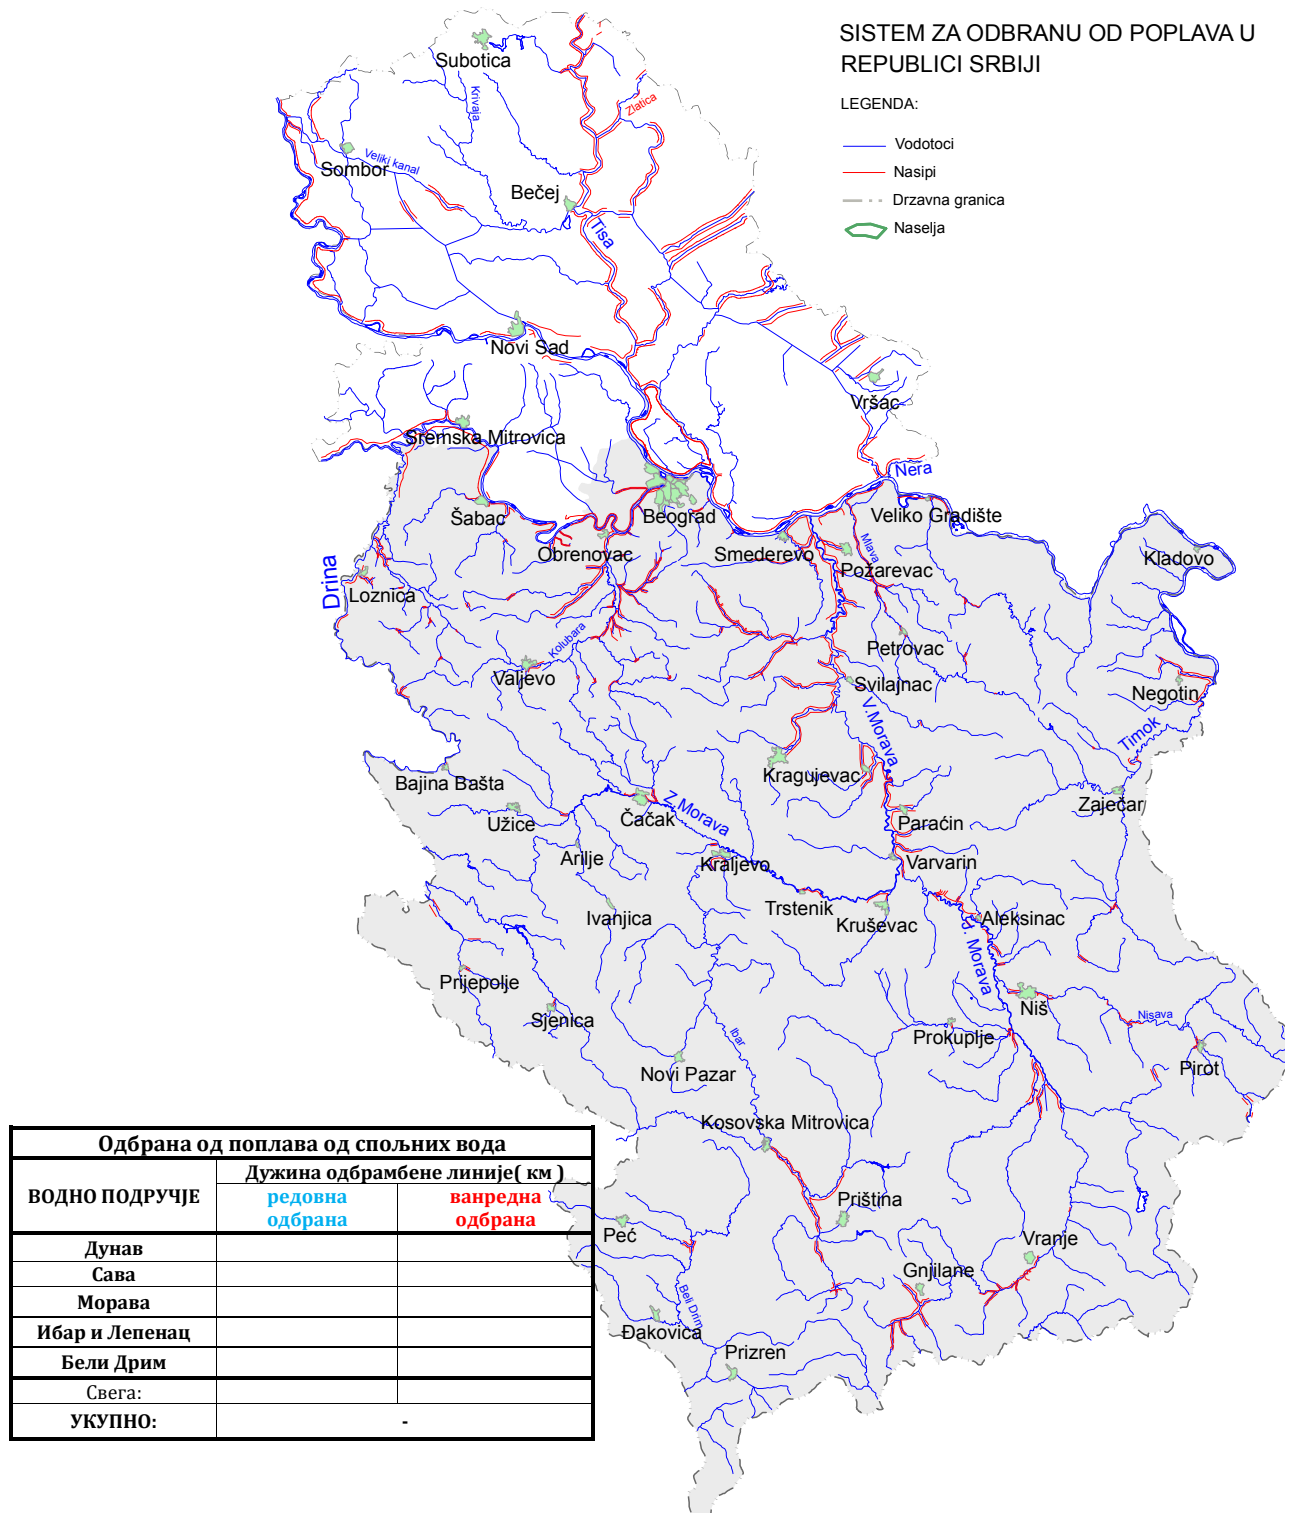 SISTEM ZA ODBRANU OD POPLAVA U
REPUBLICI SRBIJI
LEGENDA:
Vodotoci
Nasipi
Drzavna granica
Naselja
Subotica
Krivaja
Zlatica
Sombor
Veliki kanal
Bečej
Tisa
Novi Sad
Vršac
Sremska Mitrovica
Nera
Šabac
Beograd
Veliko Gradište
Obrenovac
Smederevo
Mlava
Požarevac
Kladovo
Drina
Loznica
Kolubara
Petrovac
Valjevo
Svilajnac
Negotin
V.Morava
Timok
Bajina Bašta
Kragujevac
Zaječar
Užice
Čačak
Z.Morava
Paraćin
Arilje
Kraljevo
Varvarin
Ivanjica
Trstenik
Kruševac
Aleksinac
J. Morava
Prijepolje
Sjenica
Niš
Nišava
Ibar
Prokuplje
Pirot
Novi Pazar
Kosovska Mitrovica
Priština
Peć
Vranje
Gnjilane
Beli Drim
Đakovica
Prizren
Одбрана од поплава од спољних вода
ВОДНО ПОДРУЧЈЕ
Дужина одбрамбене линије( км )
редовна
одбрана
ванредна
одбрана
Дунав
Сава
Морава
Ибар и Лепенац
Бели Дрим
Свега:
УКУПНО:
-